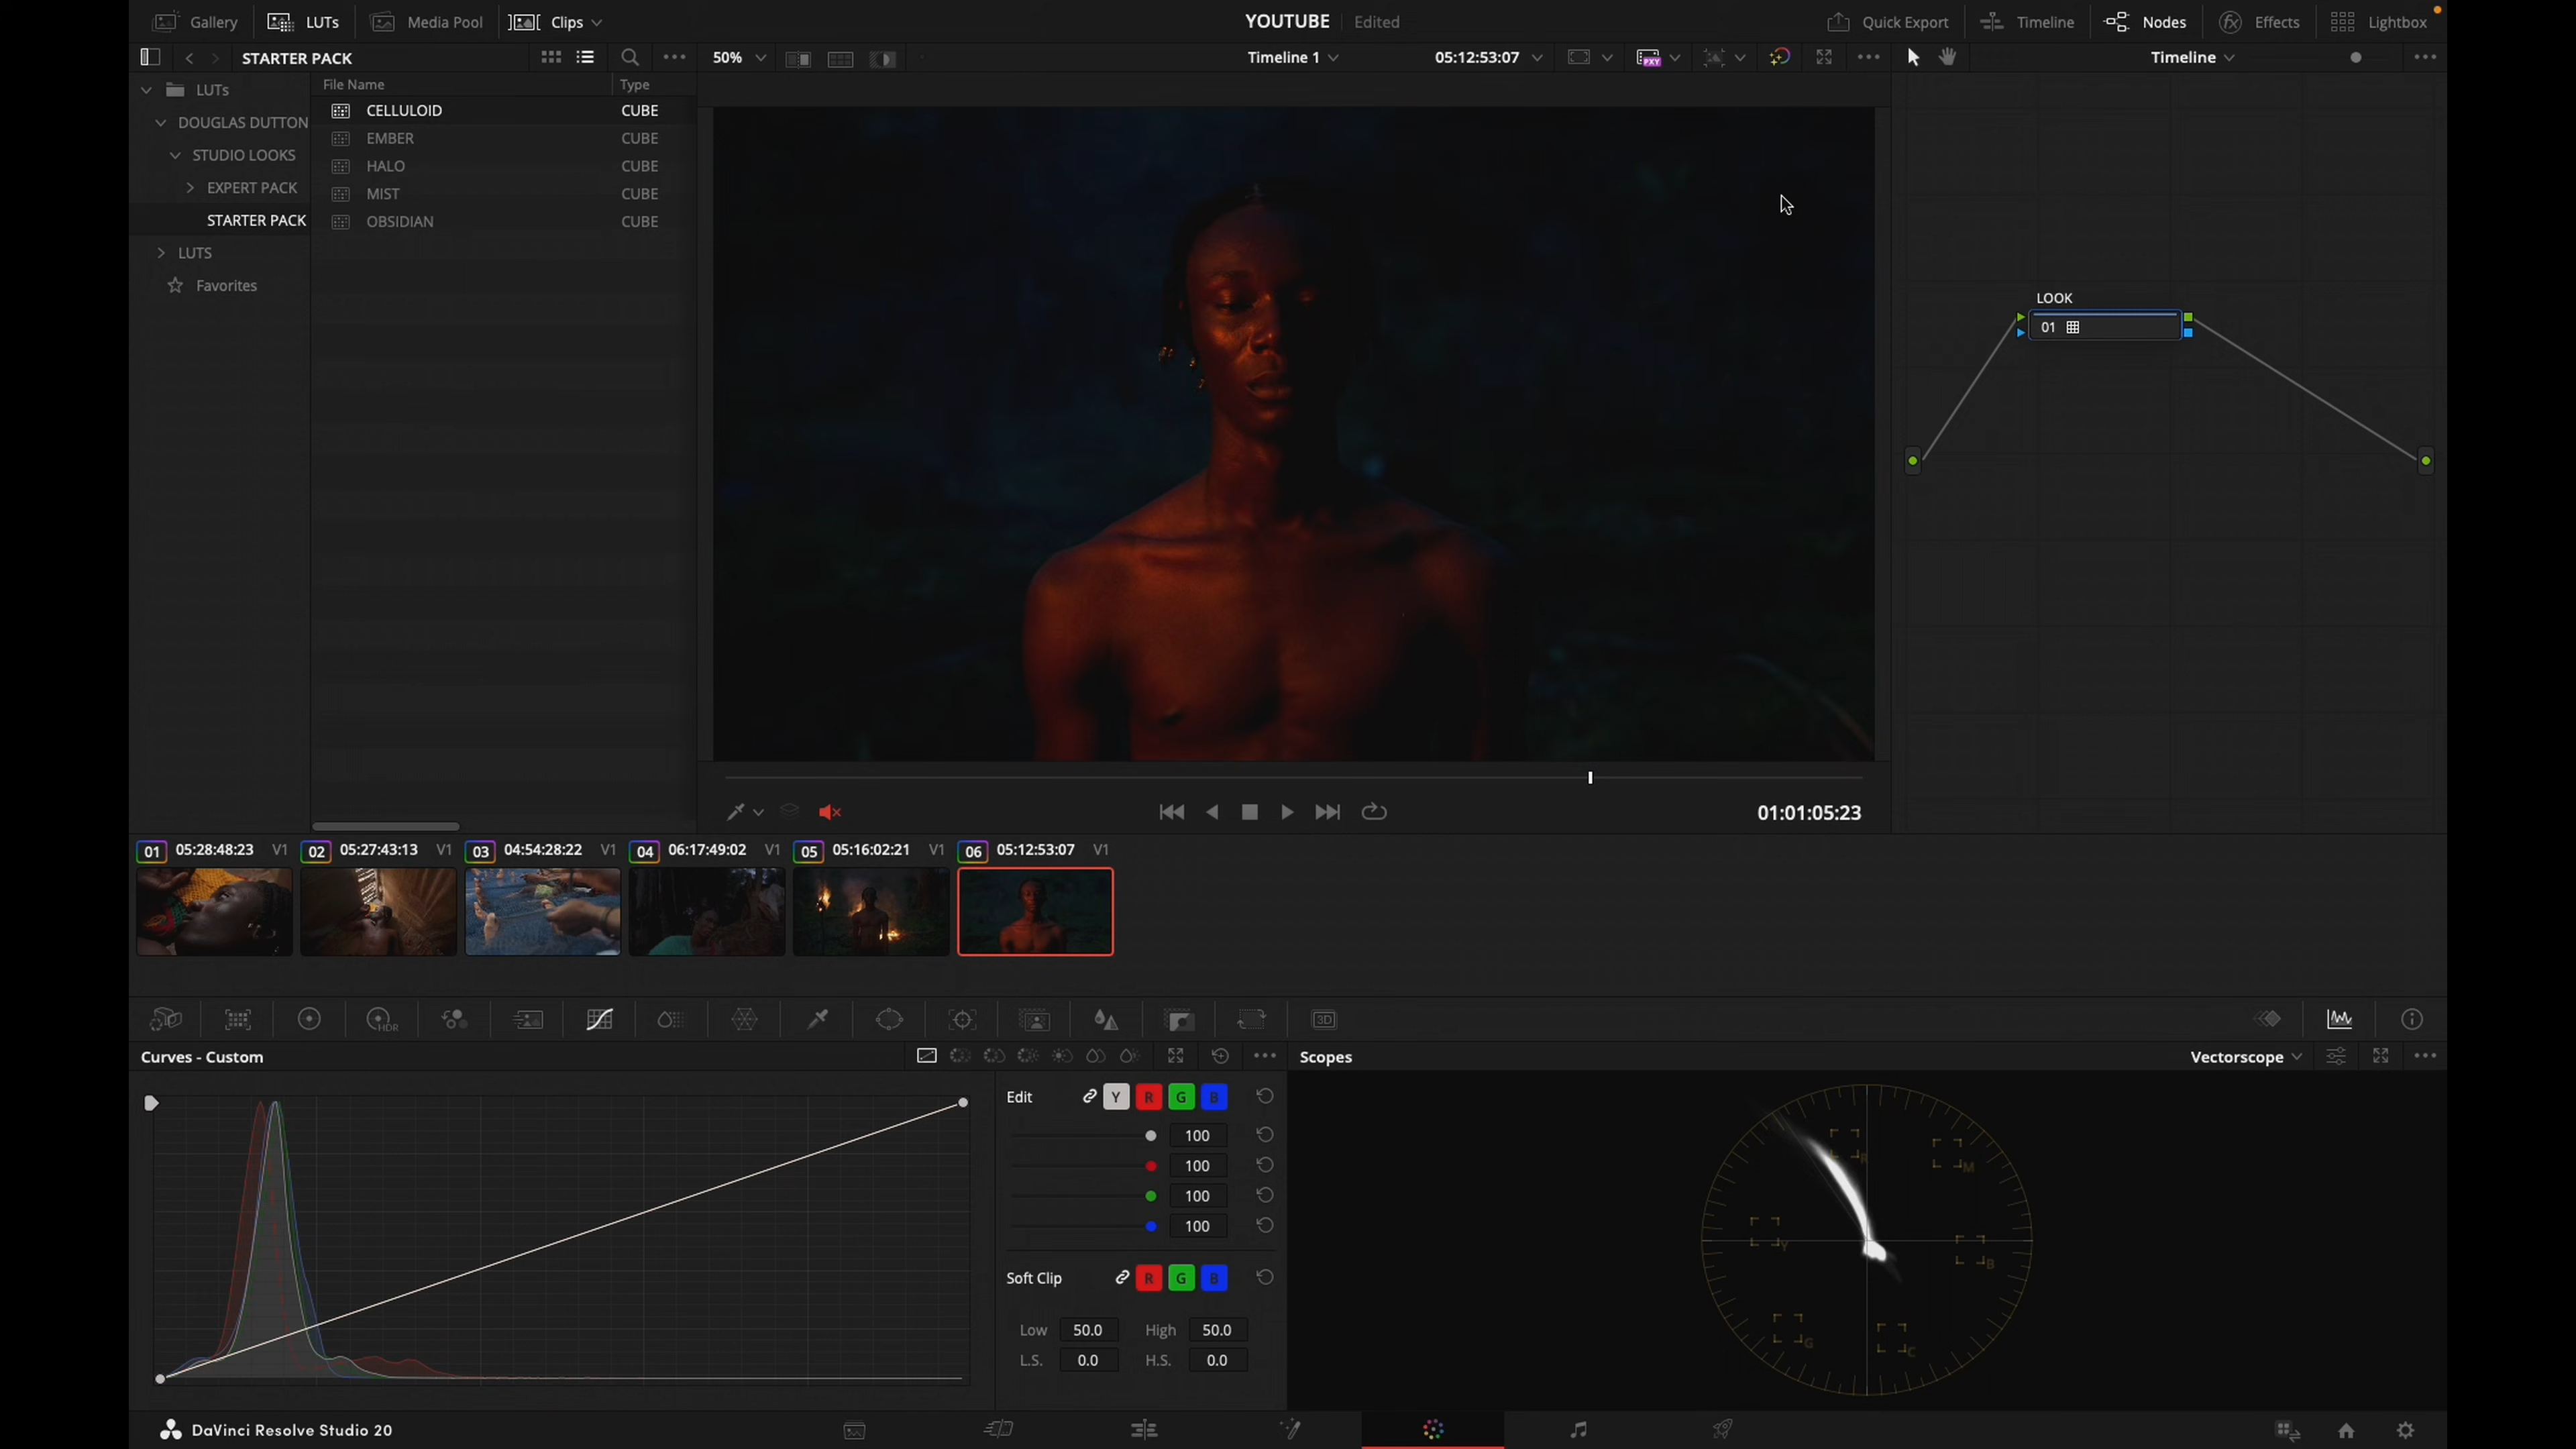 Gallery LUTs Media Pool Clips YOUTUBE Edited Quick Export Timeline Nodes Effects Lightbox
STARTER PACK 50% Timeline 1 05:12:53:07 PXY Timeline
LUTs
DOUGLAS DUTTON
STUDIO LOOKS
EXPERT PACK
STARTER PACK
LUTS
Favorites
File Name Type
CELLULOID CUBE
EMBER CUBE
HALO CUBE
MIST CUBE
OBSIDIAN CUBE
LOOK
01
01:01:05:23
01 05:28:48:23 V1 02 05:27:43:13 V1 03 04:54:28:22 V1 04 06:17:49:02 V1 05 05:16:02:21 V1 06 05:12:53:07 V1
HDR 3D
Curves - Custom
Edit Y R G B
100
100
100
100
Soft Clip R G B
Low 50.0 High 50.0
L.S. 0.0 H.S. 0.0
Scopes Vectorscope
R M
Y B
G C
DaVinci Resolve Studio 20